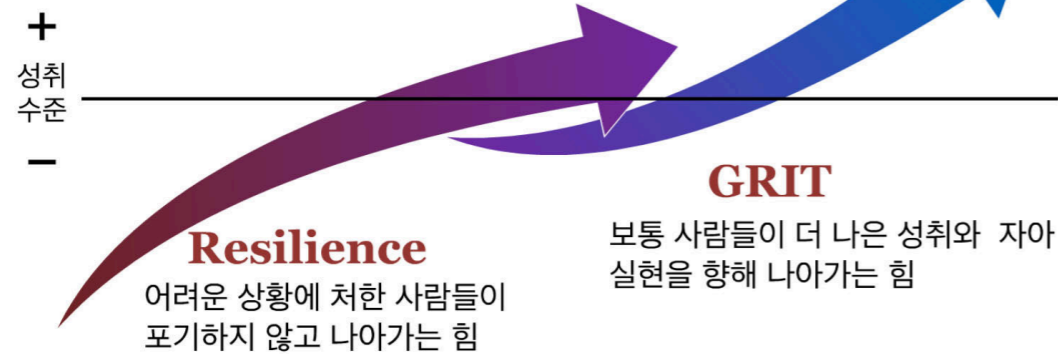 +
성취
수준
−
Resilience
어려운 상황에 처한 사람들이
포기하지 않고 나아가는 힘
GRIT
보통 사람들이 더 나은 성취와 자아
실현을 향해 나아가는 힘